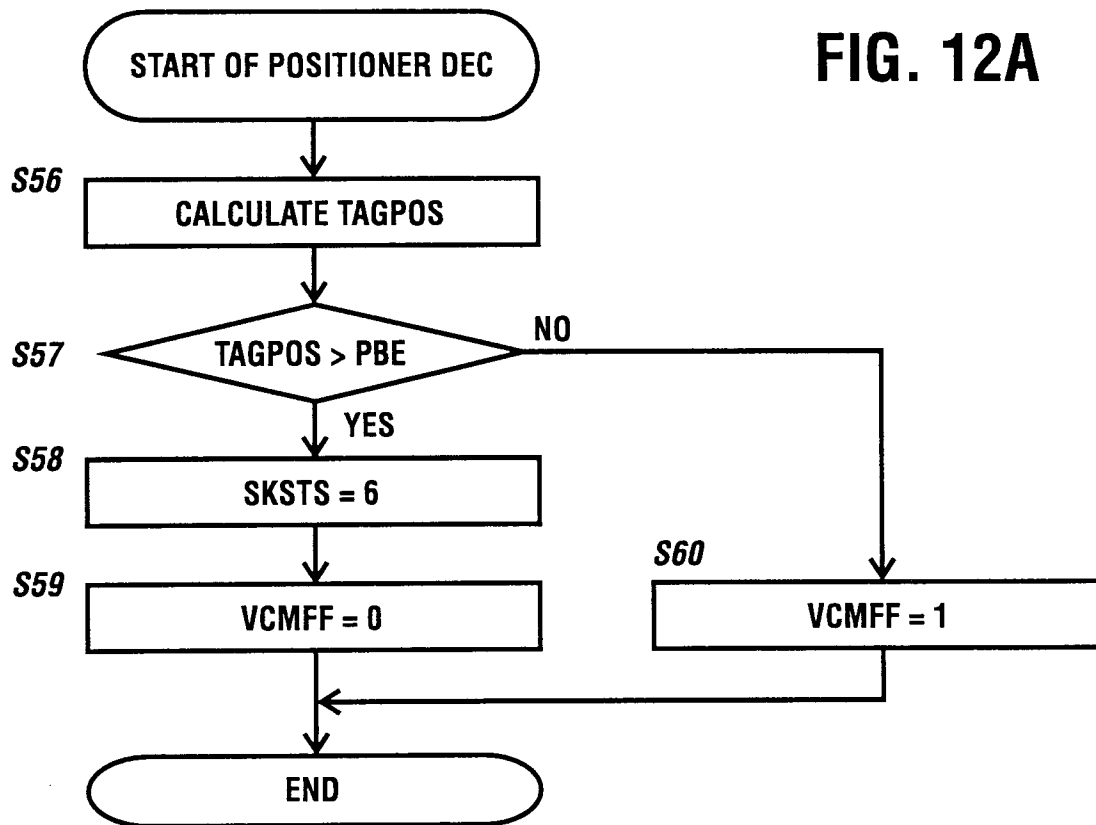 FIG. 12A
START OF POSITIONER DEC
S56
CALCULATE TAGPOS
S57
TAGPOS > PBE
NO
YES
S58
SKSTS = 6
S59
VCMFF = 0
S60
VCMFF = 1
END